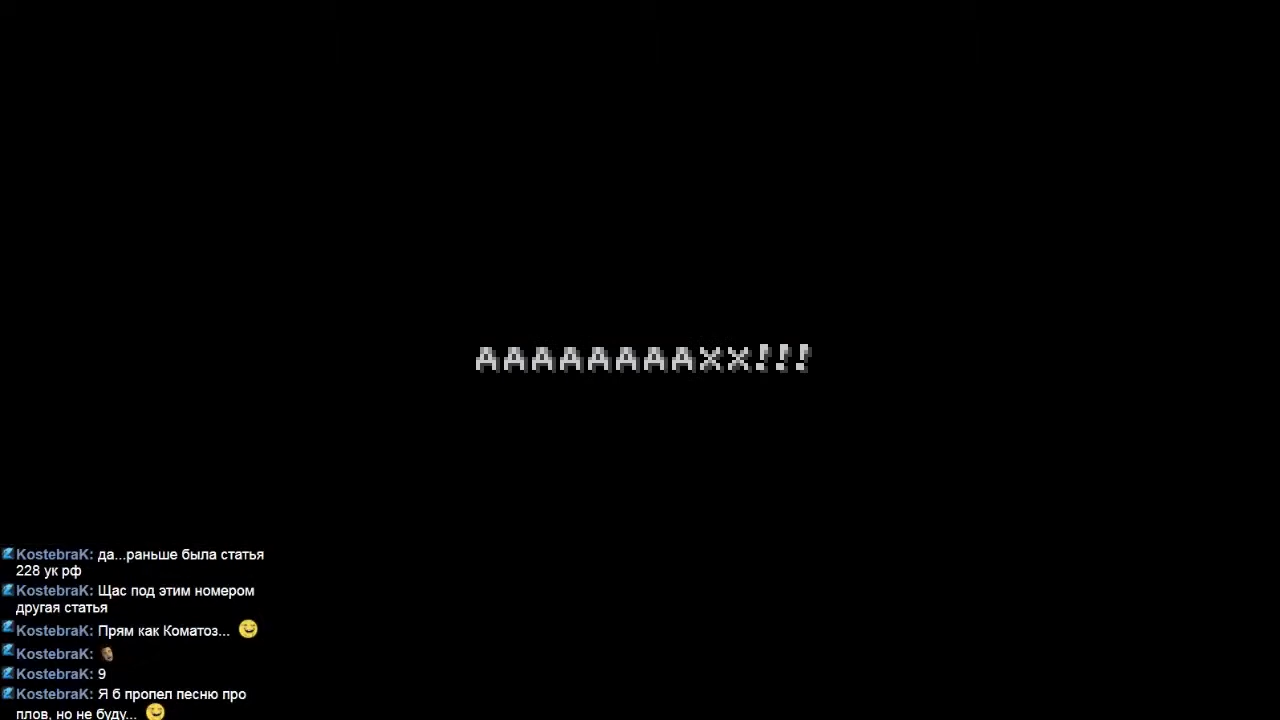 АААААААAХХ!!!
KostebraK: да...раньше была статья
228 ук рф
KostebraK: Щас под этим номером
другая статья
KostebraK: Прям как Коматоз...
KostebraK:
KostebraK: 9
KostebraK: Я б пропел песню про
плов, но не буду...